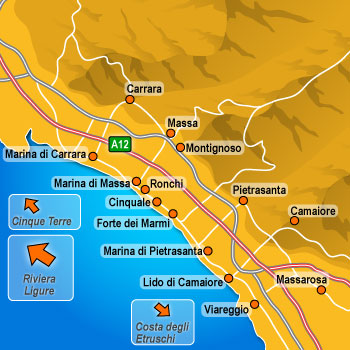 Carrara
Massa
A12
Montignoso
Marina di Carrara
Marina di Massa
Ronchi
Pietrasanta
Cinquale
Camaiore
Cinque Terre
Forte dei Marmi
Marina di Pietrasanta
Riviera
Ligure
Lido di Camaiore
Massarosa
Viareggio
Costa degli
Etruschi